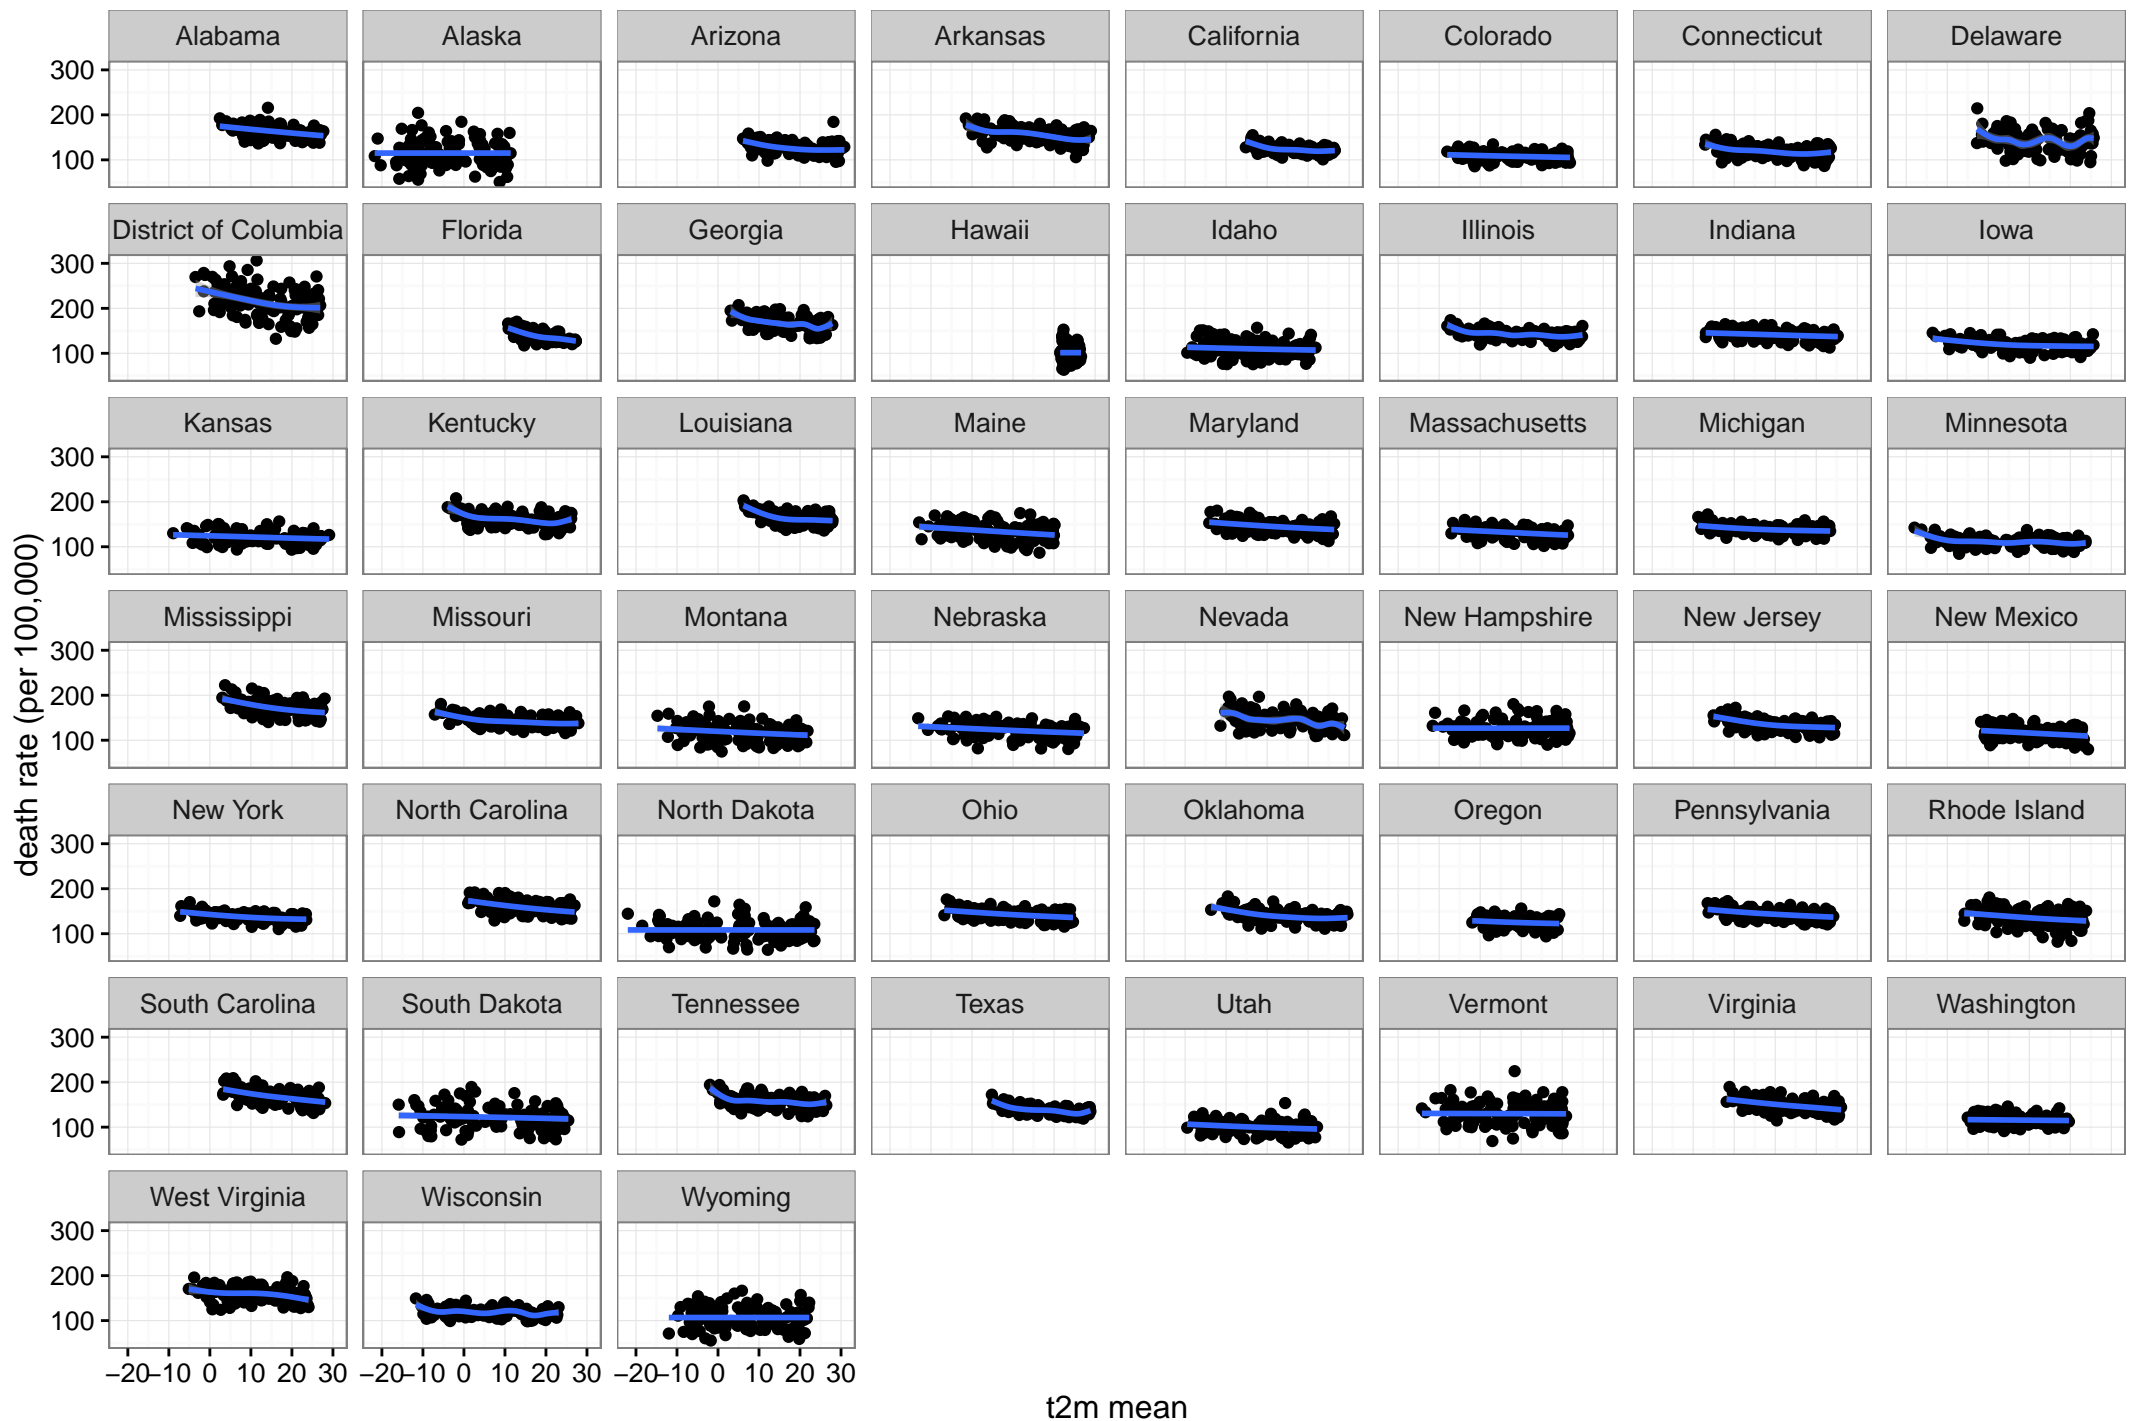 Alabama Alaska Arizona Arkansas California Colorado Connecticut Delaware
300
200
100
District of Columbia Florida Georgia Hawaii Idaho Illinois Indiana Iowa
300
200
100
Kansas Kentucky Louisiana Maine Maryland Massachusetts Michigan Minnesota
300
200
100
death rate (per 100,000)
Mississippi Missouri Montana Nebraska Nevada New Hampshire New Jersey New Mexico
300
200
100
New York North Carolina North Dakota Ohio Oklahoma Oregon Pennsylvania Rhode Island
300
200
100
South Carolina South Dakota Tennessee Texas Utah Vermont Virginia Washington
300
200
100
West Virginia Wisconsin Wyoming
300
200
100
−20 −10 0 10 20 30 −20 −10 0 10 20 30 −20 −10 0 10 20 30
t2m mean